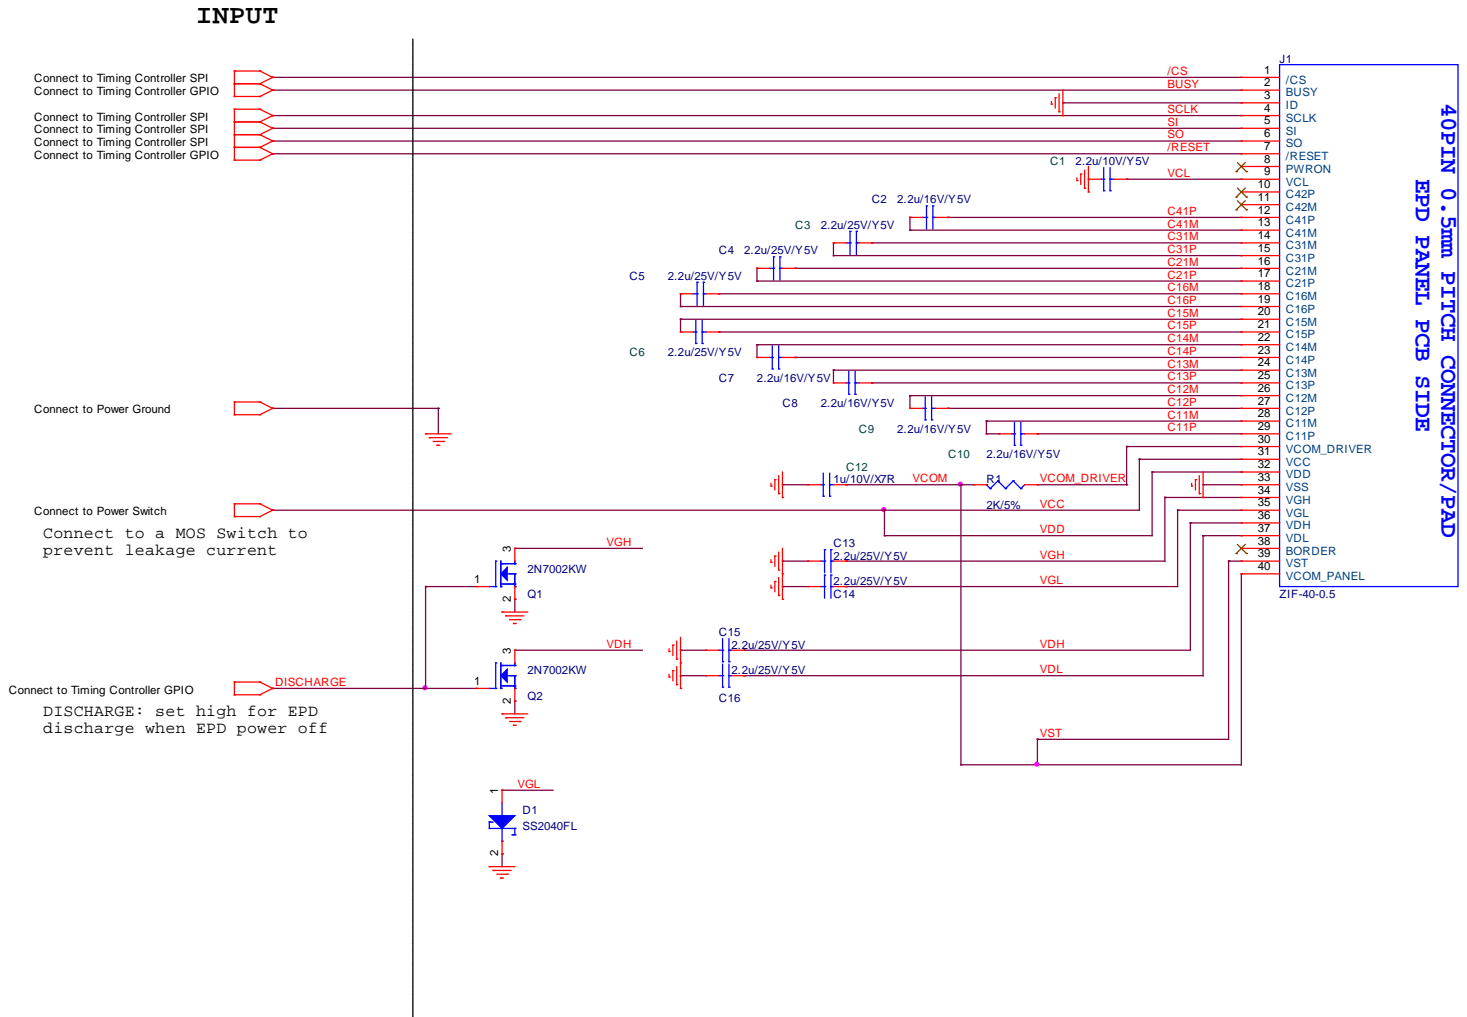 INPUT
Connect to Timing Controller SPI
Connect to Timing Controller GPIO
Connect to Timing Controller SPI
Connect to Timing Controller SPI
Connect to Timing Controller SPI
Connect to Timing Controller GPIO
Connect to Power Ground
Connect to Power Switch
Connect to a MOS Switch to
prevent leakage current
Connect to Timing Controller GPIO
DISCHARGE
DISCHARGE: set high for EPD
discharge when EPD power off
VGH
3
1
2
2N7002KW
Q1
VDH
3
1
2
2N7002KW
Q2
VGL
1
D1
SS2040FL
2
C1 2.2u/10V/Y5V
C2 2.2u/16V/Y5V
C3 2.2u/25V/Y5V
C4 2.2u/25V/Y5V
C5 2.2u/25V/Y5V
C6 2.2u/25V/Y5V
C7 2.2u/16V/Y5V
C8 2.2u/16V/Y5V
C9 2.2u/16V/Y5V
C10 2.2u/16V/Y5V
C12
1u/10V/X7R
VCOM
R1
2K/5%
VCOM_DRIVER
VCC
VDD
C13
2.2u/25V/Y5V
VGH
2.2u/25V/Y5V
C14
VGL
C15
2.2u/25V/Y5V
VDH
2.2u/25V/Y5V
C16
VDL
VST
/CS
BUSY
SCLK
SI
SO
/RESET
VCL
C41P
C41M
C31M
C31P
C21M
C21P
C16M
C16P
C15M
C15P
C14M
C14P
C13M
C13P
C12M
C12P
C11M
C11P
J1
1 /CS
2 BUSY
3 ID
4 SCLK
5 SI
6 SO
7 /RESET
8 PWRON
9 VCL
10 C42P
11 C42M
12 C41P
13 C41M
14 C31M
15 C31P
16 C21M
17 C21P
18 C16M
19 C16P
20 C15M
21 C15P
22 C14M
23 C14P
24 C13M
25 C13P
26 C12M
27 C12P
28 C11M
29 C11P
30 VCOM_DRIVER
31 VCC
32 VDD
33 VSS
34 VGH
35 VGL
36 VDH
37 VDL
38 BORDER
39 VST
40 VCOM_PANEL
ZIF-40-0.5
40PIN 0.5mm PITCH CONNECTOR/PAD
EPD PANEL PCB SIDE